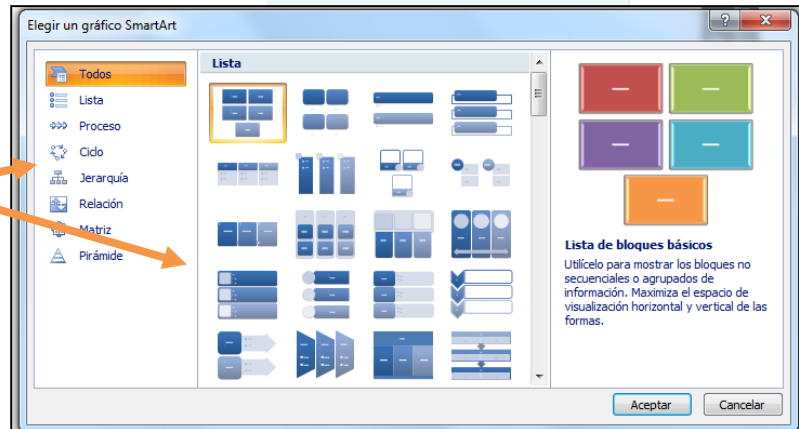 Elegir un gráfico SmartArt
Todos
Lista
Proceso
Ciclo
Jerarquía
Relación
Matriz
Pirámide
Lista
Lista de bloques básicos
Utilícelo para mostrar los bloques no
secuenciales o agrupados de
información. Maximiza el espacio de
visualización horizontal y vertical de las
formas.
Aceptar
Cancelar